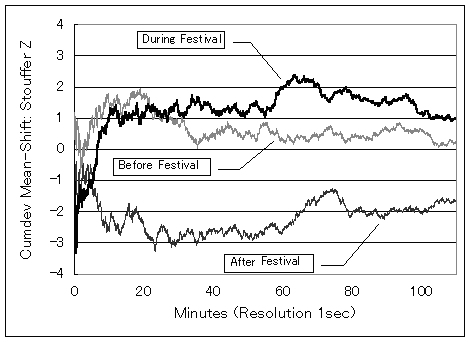 4
3
2
1
0
-1
-2
-3
-4
Cumdev Mean-Shift: Stouffer Z
During Festival
Before Festival
After Festival
0 20 40 60 80 100
Minutes (Resolution 1sec)